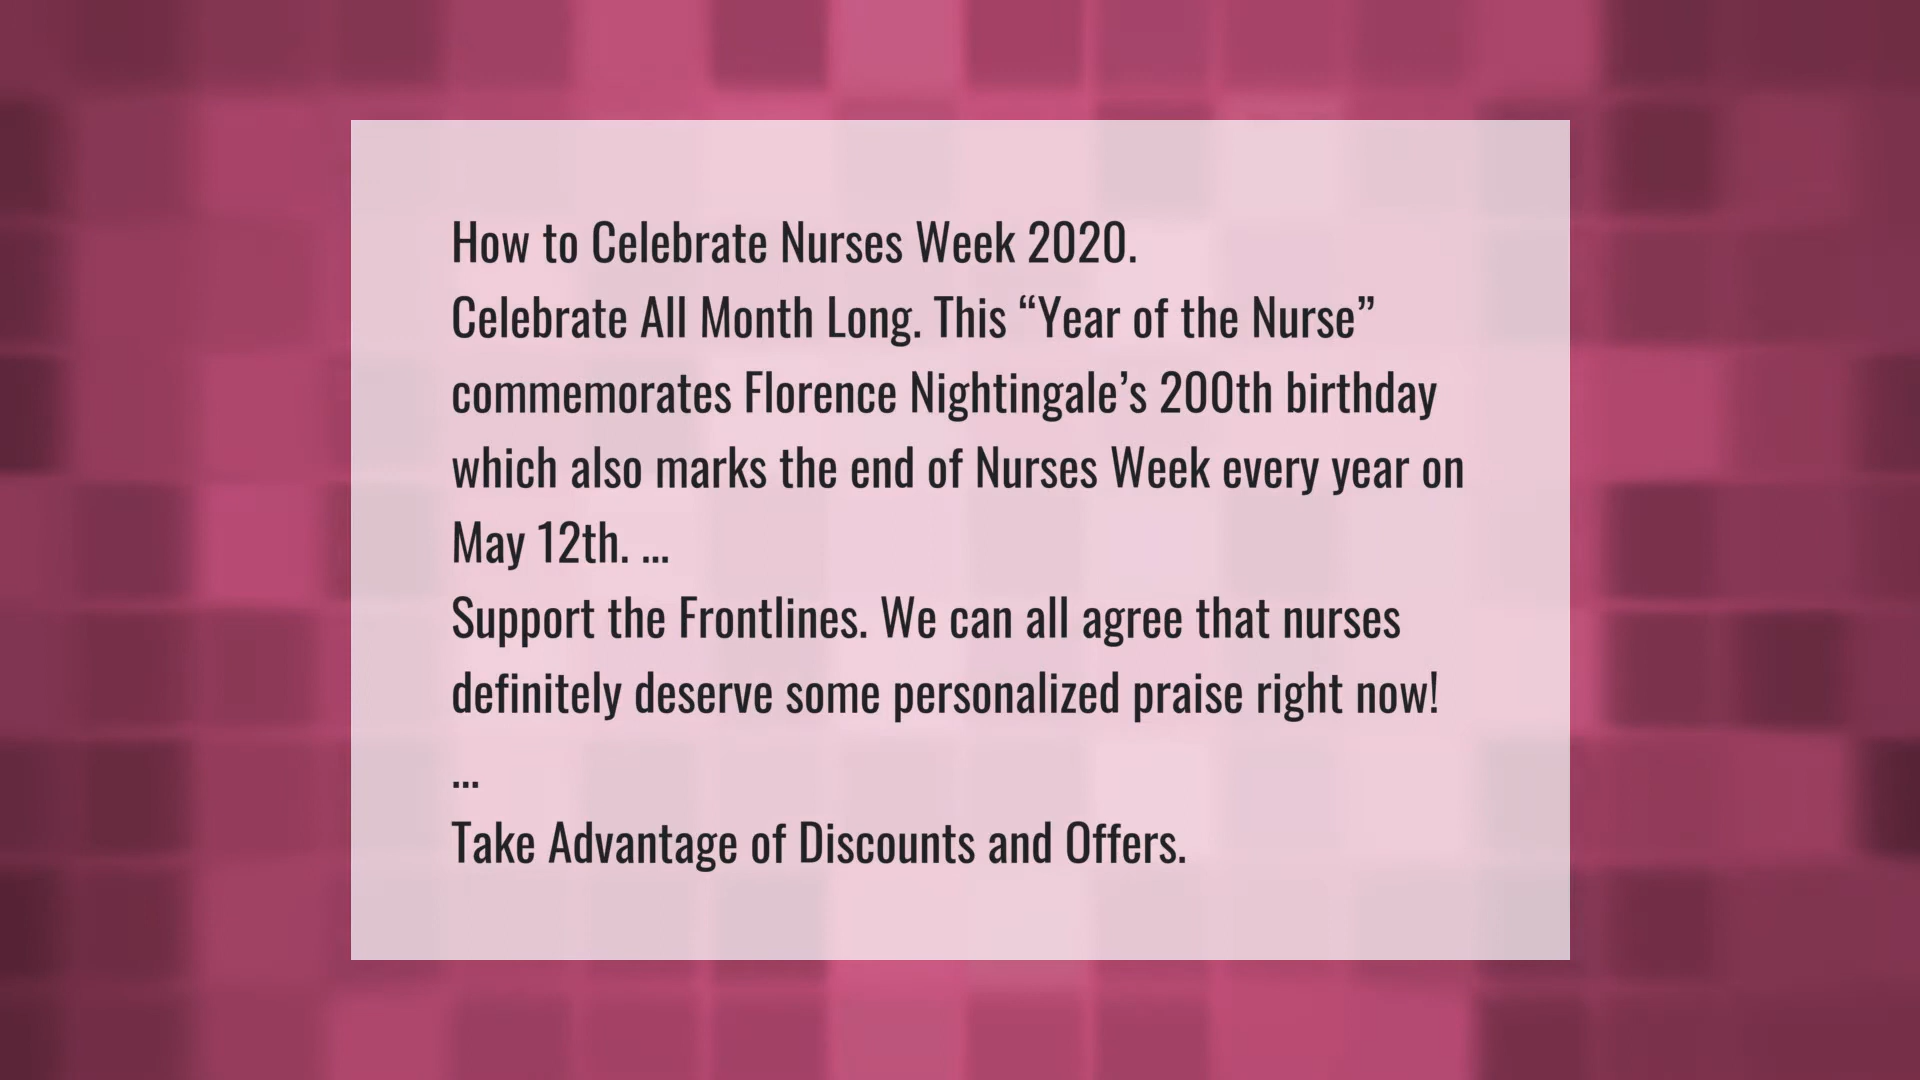 How to Celebrate Nurses Week 2020.
Celebrate All Month Long. This “Year of the Nurse”
commemorates Florence Nightingale’s 200th birthday
which also marks the end of Nurses Week every year on
May 12th. ...
Support the Frontlines. We can all agree that nurses
definitely deserve some personalized praise right now!
...
Take Advantage of Discounts and Offers.